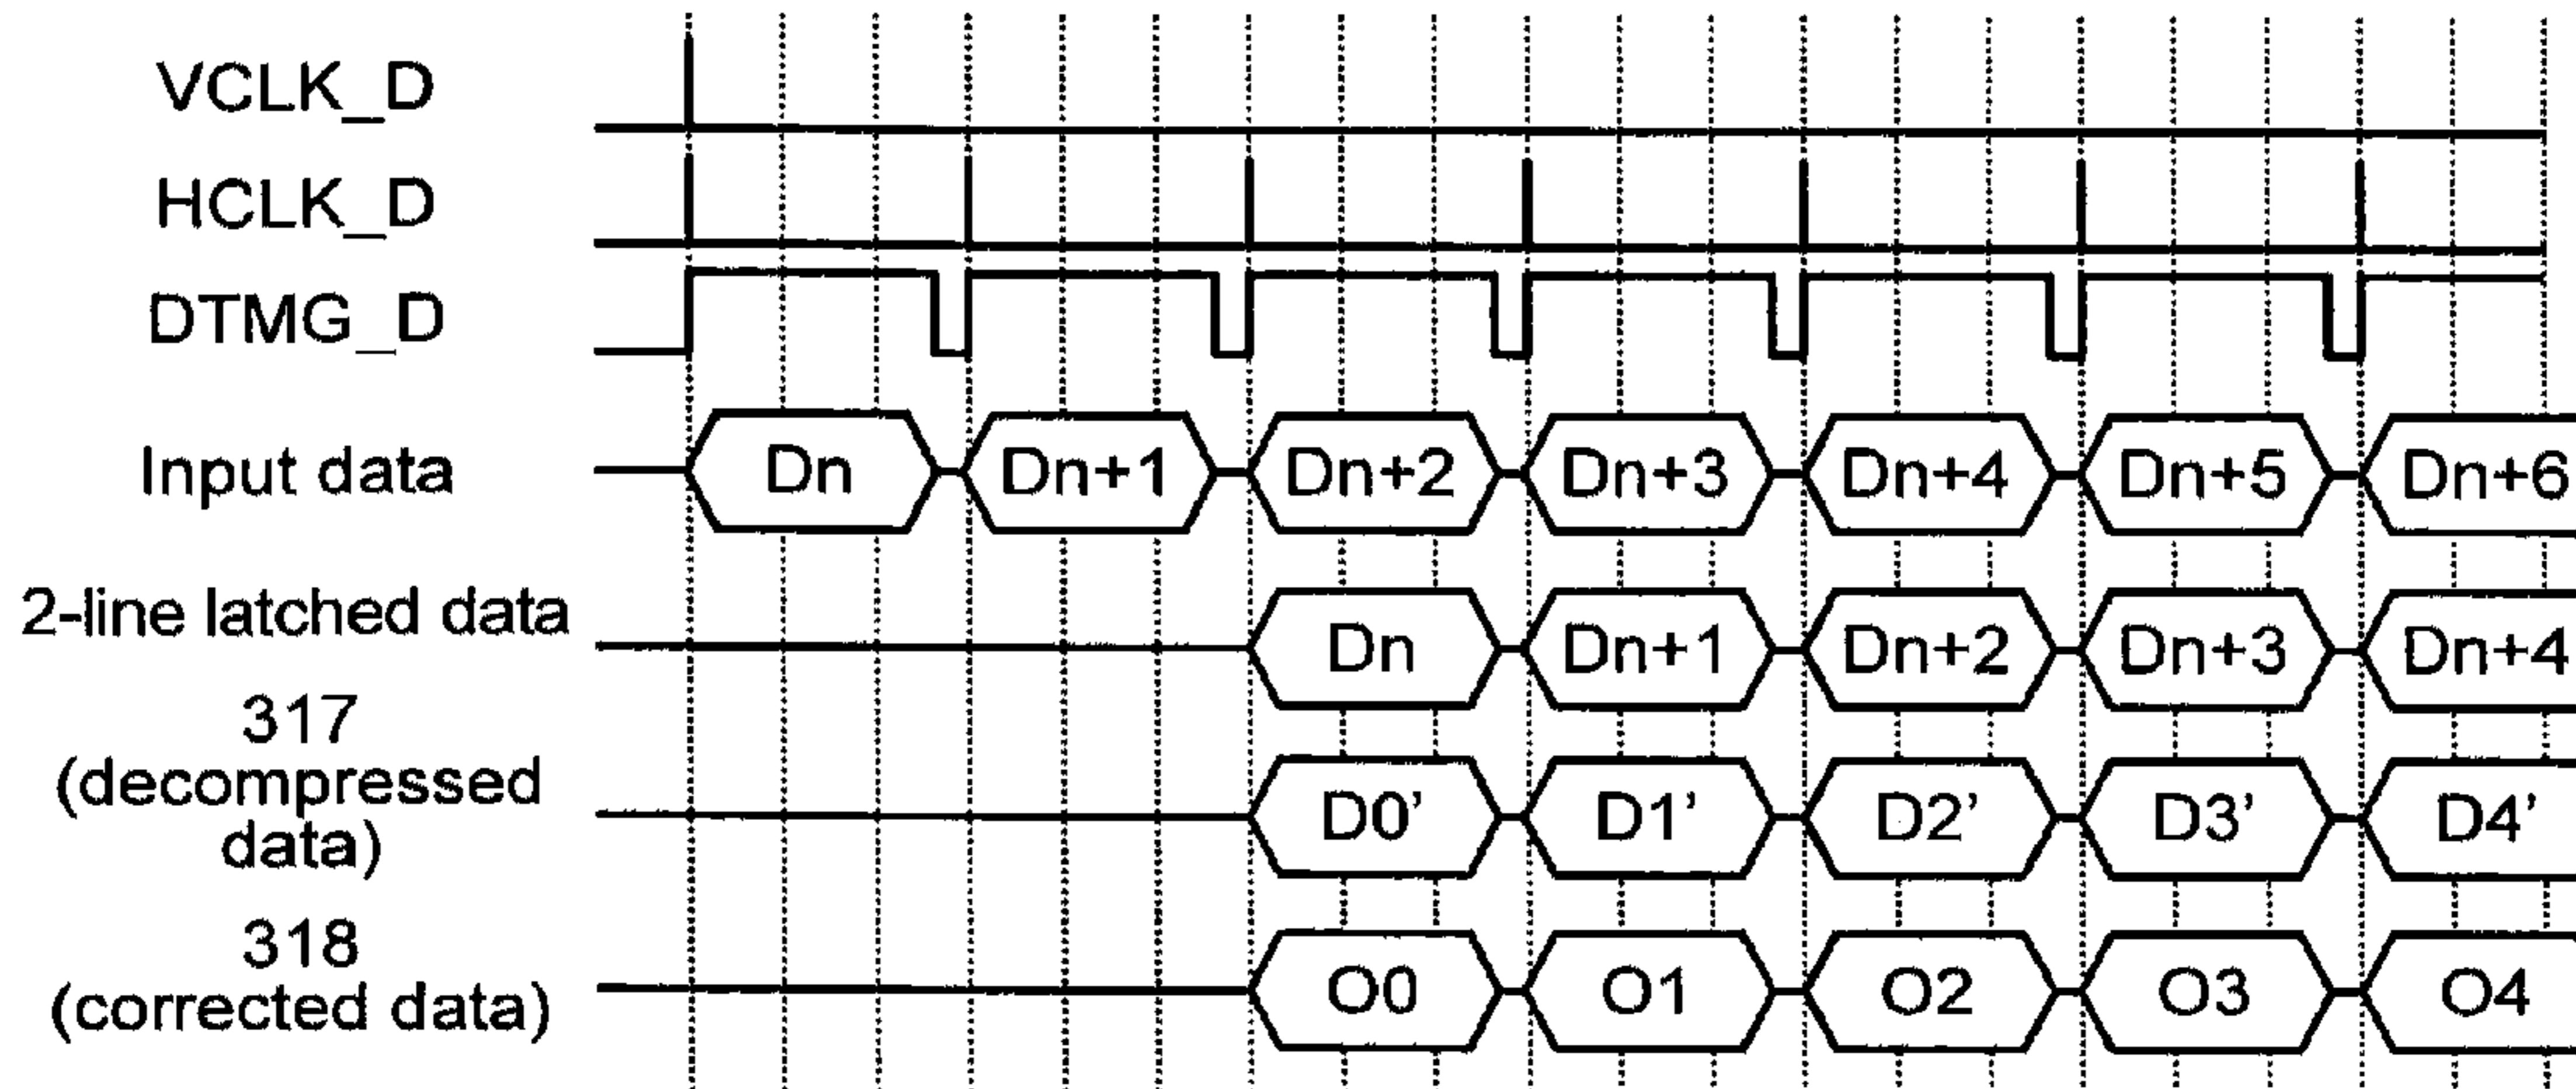 VCLK_D
HCLK_D
DTMG_D
Input data Dn Dn+1 Dn+2 Dn+3 Dn+4 Dn+5 Dn+6
2-line latched data Dn Dn+1 Dn+2 Dn+3 Dn+4
317
(decompressed
data) D0’ D1’ D2’ D3’ D4’
318
(corrected data) O0 O1 O2 O3 O4